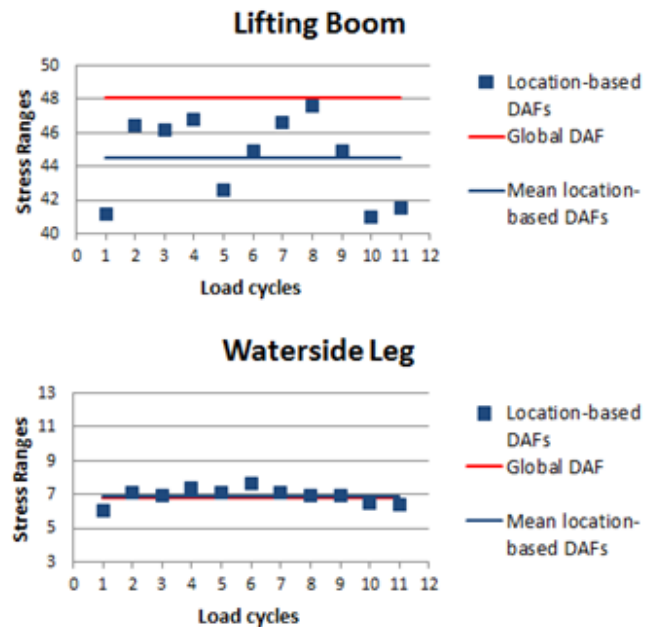 Lifting Boom
Stress Ranges
50
48
46
44
42
40
0 1 2 3 4 5 6 7 8 9 10 11 12
Load cycles
Location-based
DAFs
Global DAF
Mean location-
based DAFs
Waterside Leg
Stress Ranges
13
11
9
7
5
3
0 1 2 3 4 5 6 7 8 9 10 11 12
Load cycles
Location-based
DAFs
Global DAF
Mean location-
based DAFs